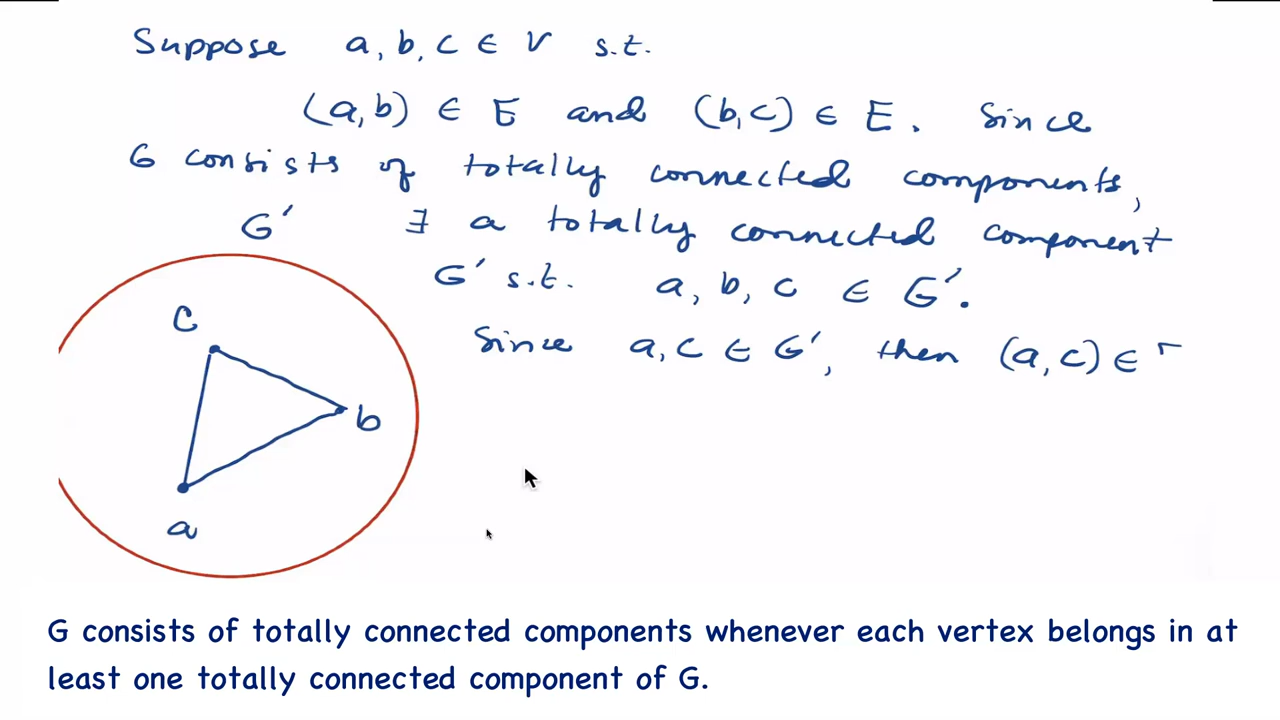 Suppose a, b, c ∈ V s.t.
(a,b) ∈ E and (b,c) ∈ E. Since
G consists of totally connected components,
G' ∃ a totally connected component
G' s.t. a, b, c ∈ G'.
Since a, c ∈ G', then (a,c) ∈
c
b
a
G consists of totally connected components whenever each vertex belongs in at
least one totally connected component of G.